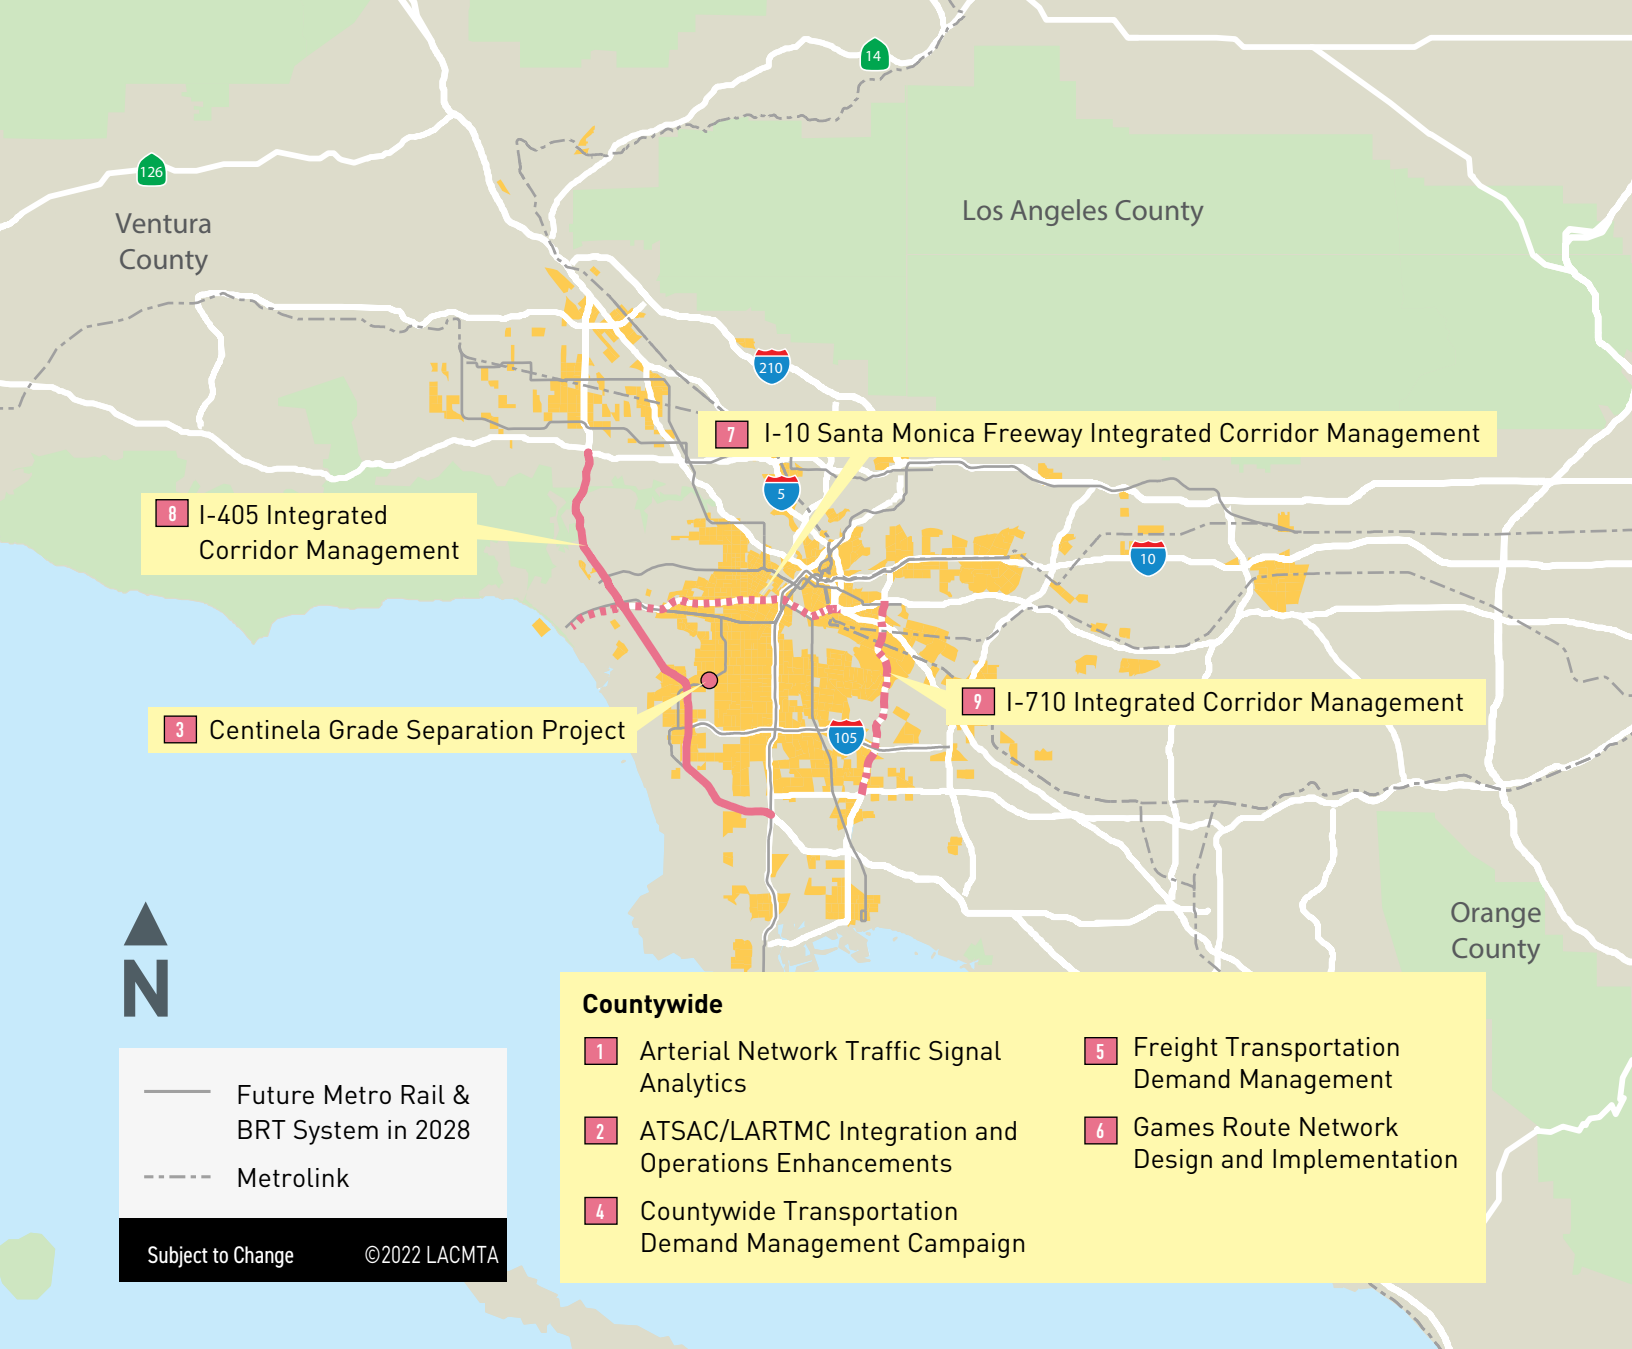 14
126
Ventura
County
Los Angeles County
210
7 I-10 Santa Monica Freeway Integrated Corridor Management
5
8 I-405 Integrated
Corridor Management
10
9 I-710 Integrated Corridor Management
3 Centinela Grade Separation Project
105
Orange
County
N
Countywide
1 Arterial Network Traffic Signal
Analytics
2 ATSAC/LARTMC Integration and
Operations Enhancements
4 Countywide Transportation
Demand Management Campaign
5 Freight Transportation
Demand Management
6 Games Route Network
Design and Implementation
Future Metro Rail &
BRT System in 2028
Metrolink
Subject to Change ©2022 LACMTA